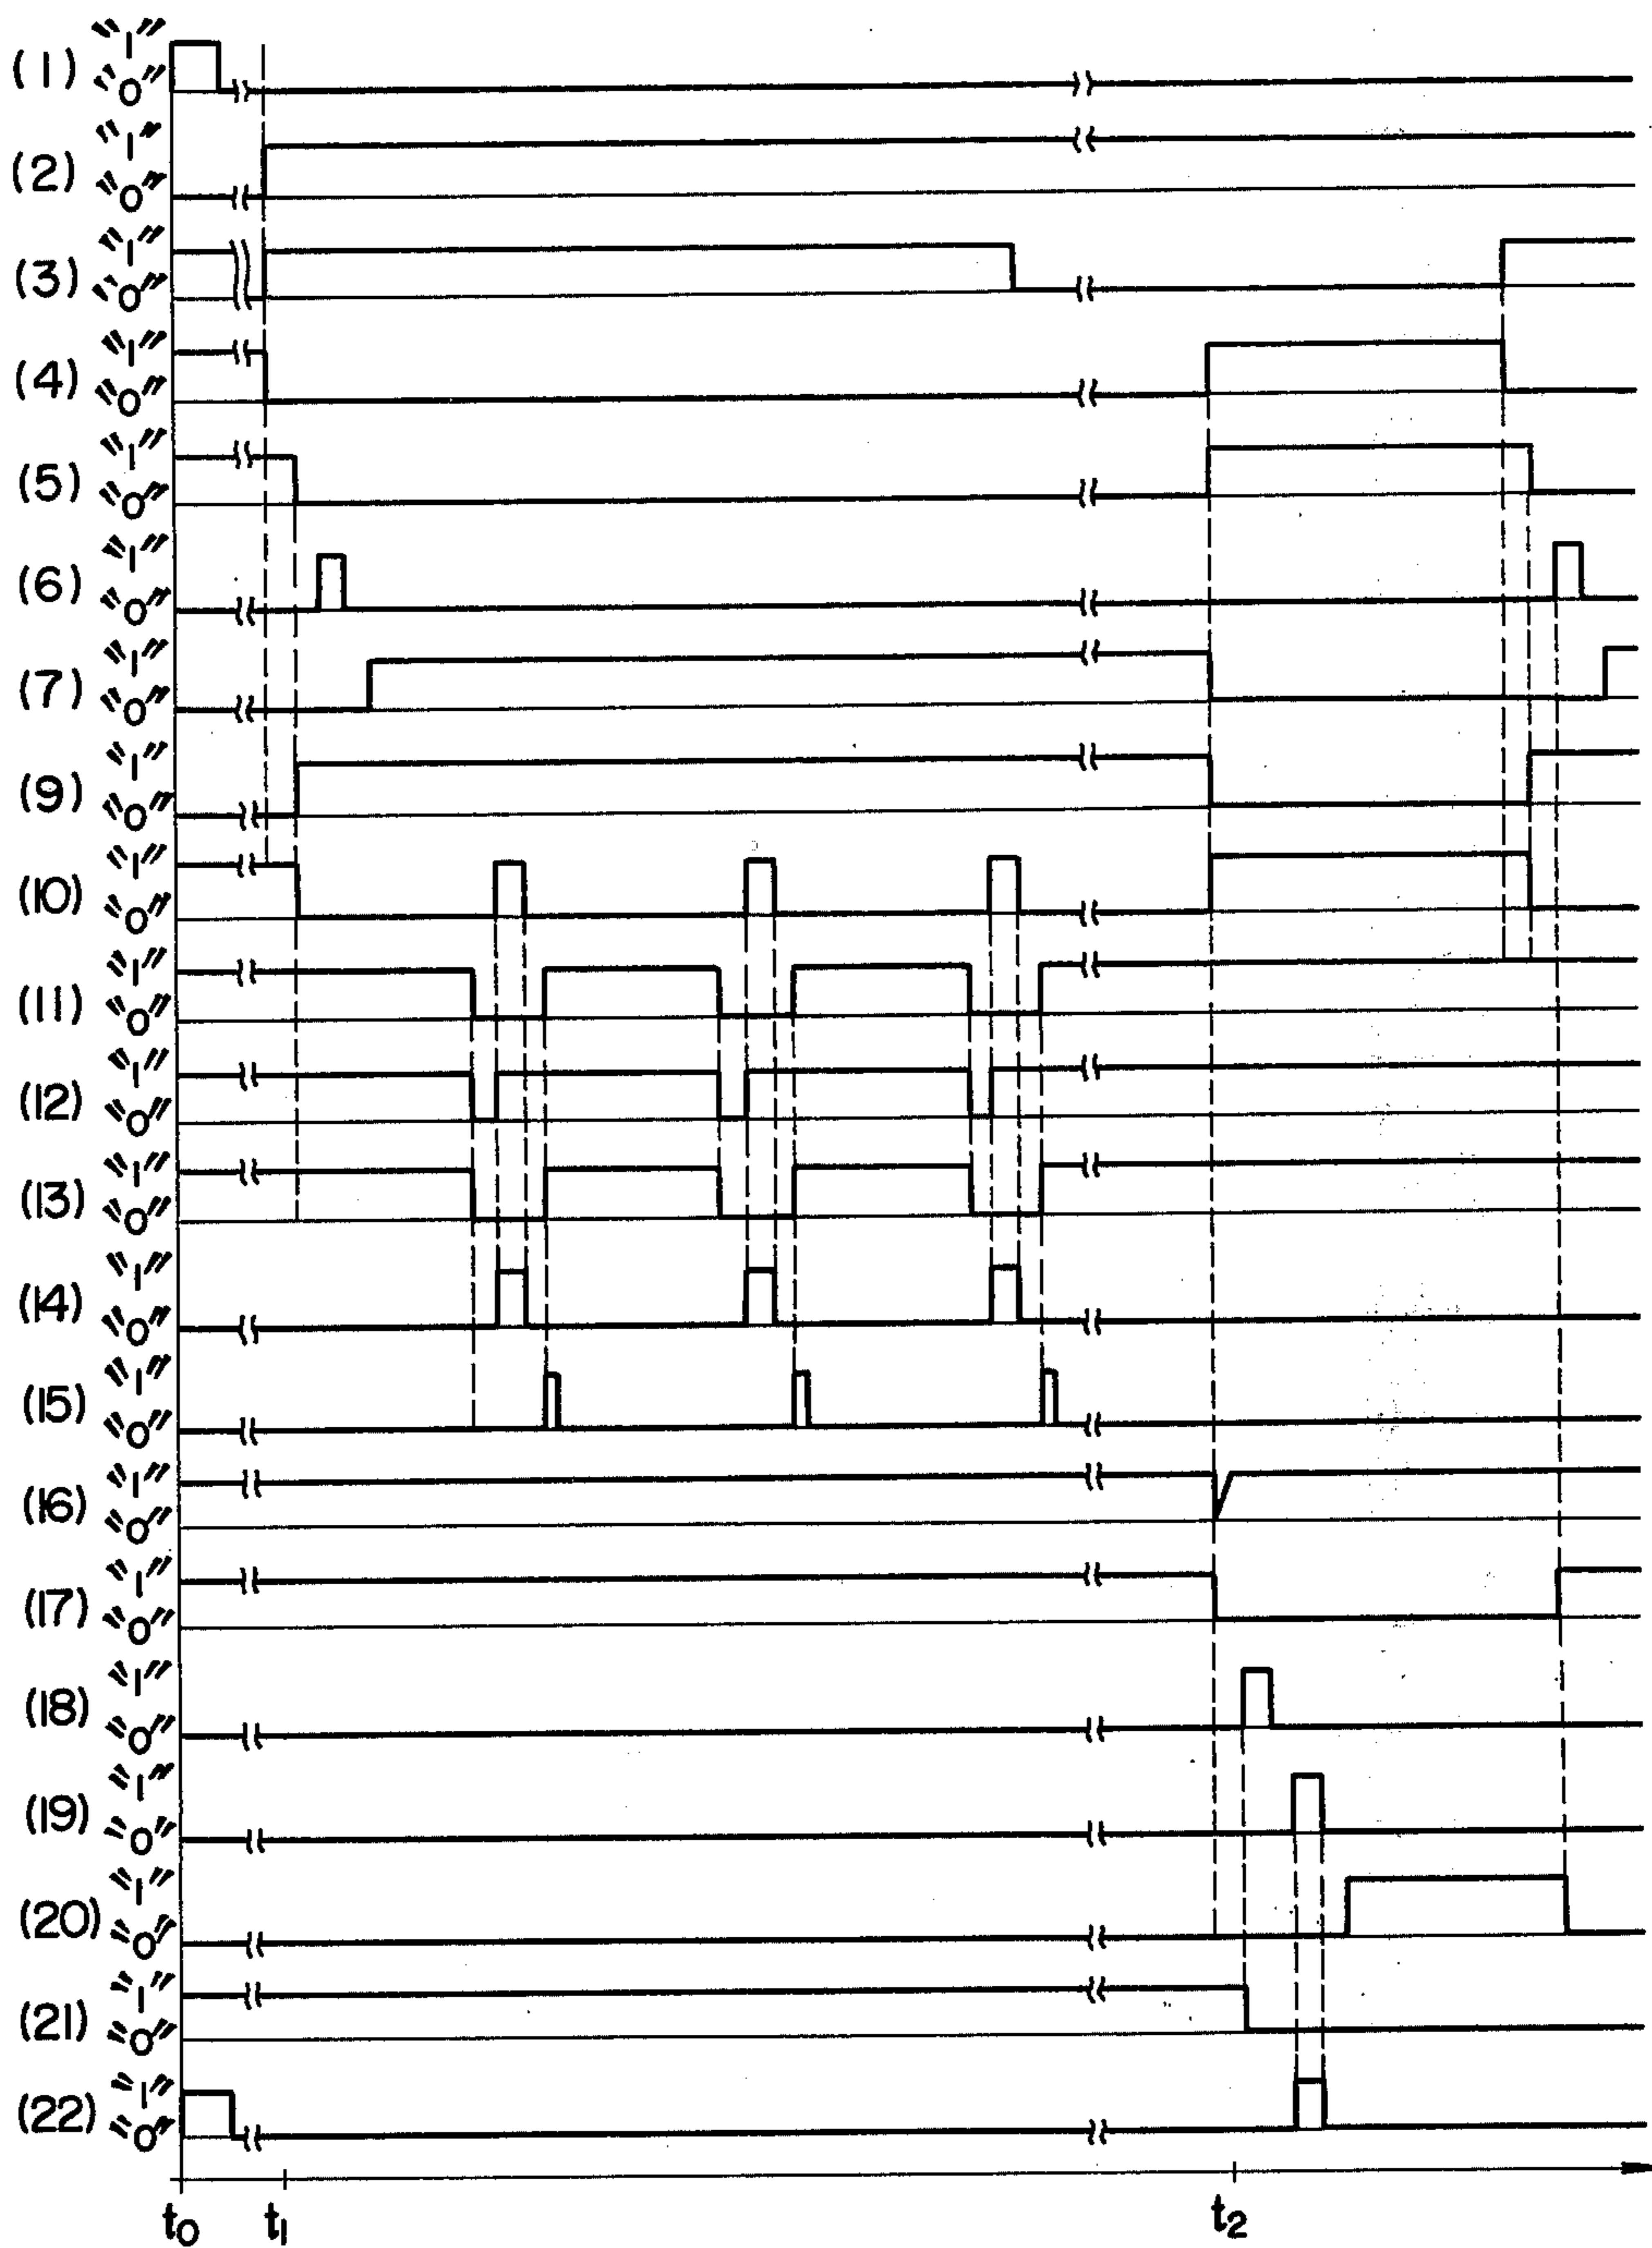 (1) "1" "0"
(2) "1" "0"
(3) "1" "0"
(4) "1" "0"
(5) "1" "0"
(6) "1" "0"
(7) "1" "0"
(9) "1" "0"
(10) "1" "0"
(11) "1" "0"
(12) "1" "0"
(13) "1" "0"
(14) "1" "0"
(15) "1" "0"
(16) "1" "0"
(17) "1" "0"
(18) "1" "0"
(19) "1" "0"
(20) "1" "0"
(21) "1" "0"
(22) "1" "0"
t0 t1 t2